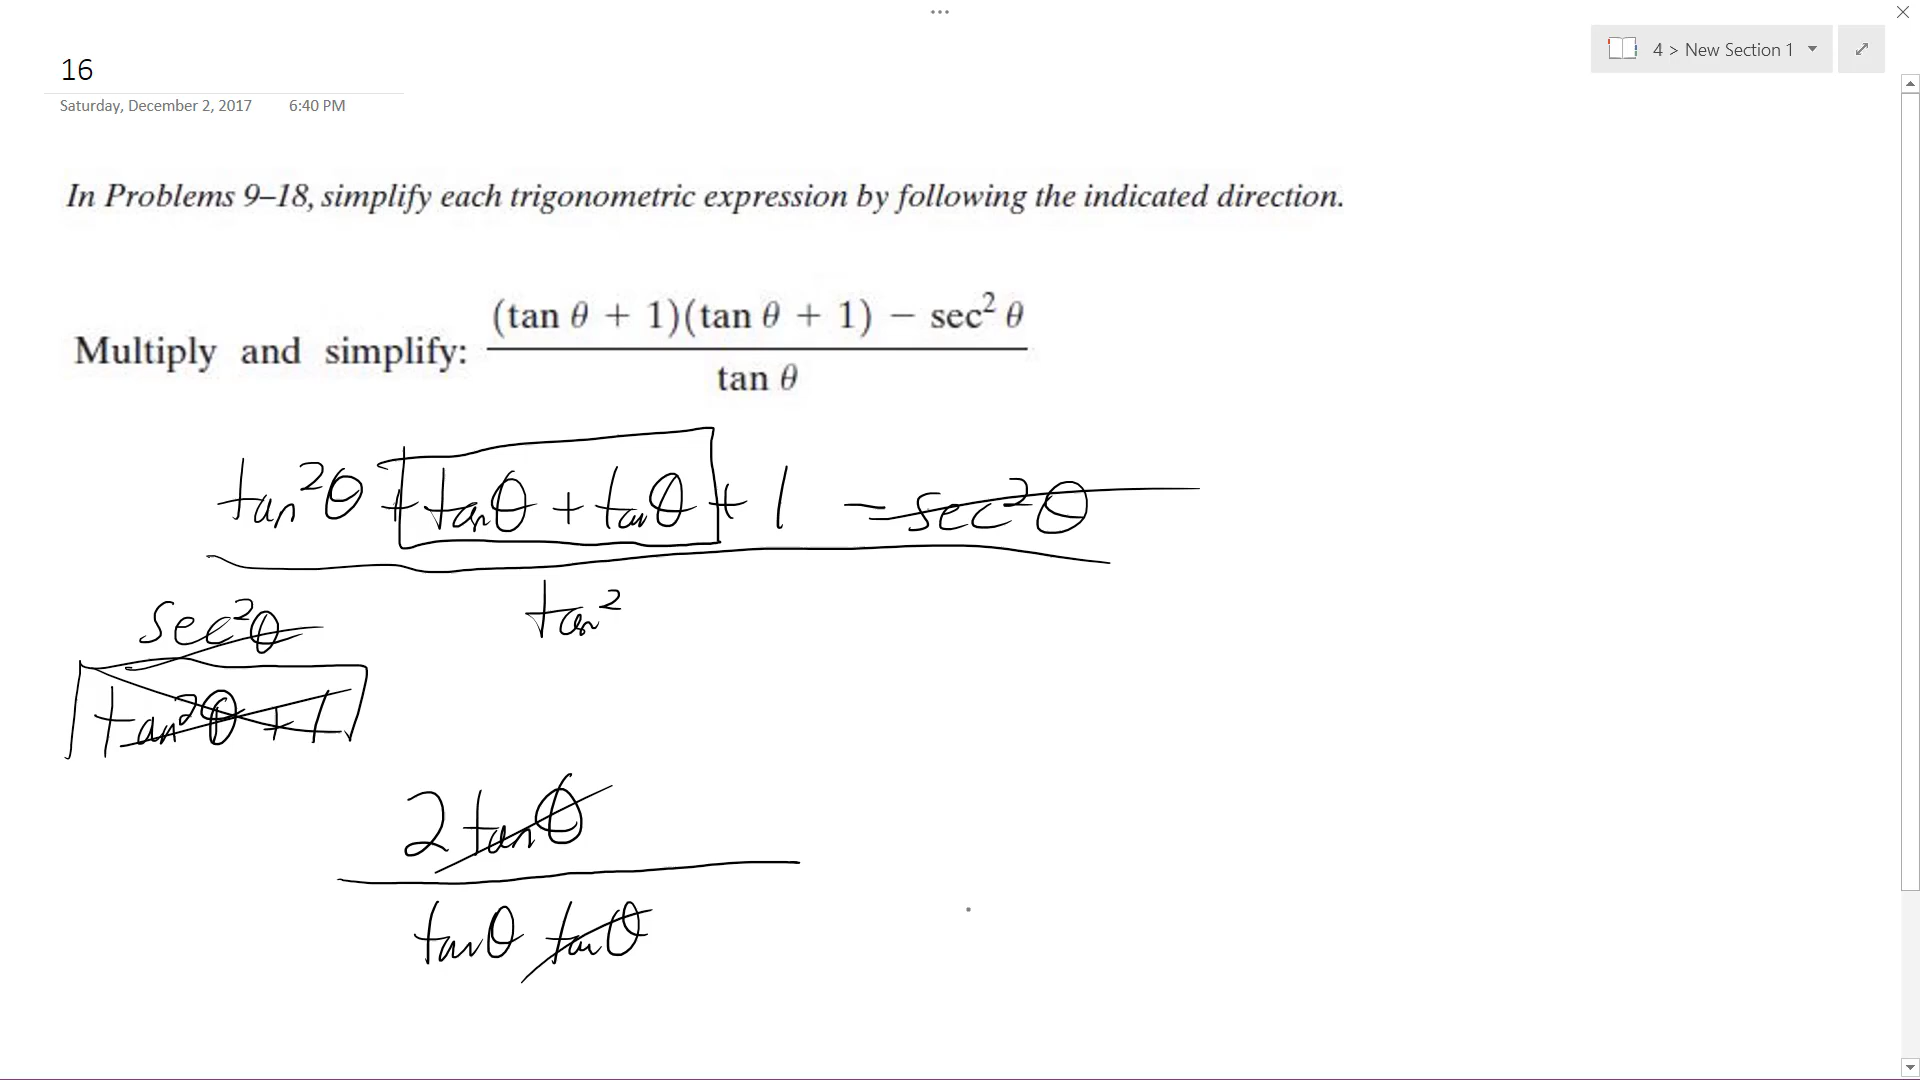 4 > New Section 1
16
Saturday, December 2, 2017 6:40 PM
In Problems 9–18, simplify each trigonometric expression by following the indicated direction.
Multiply and simplify: (tan θ + 1)(tan θ + 1) − sec² θ
tan θ
tan²θ + tanθ + tanθ + 1 − sec²θ
tan²
sec²θ
tan²θ + 1
2 tanθ
tanθ tanθ